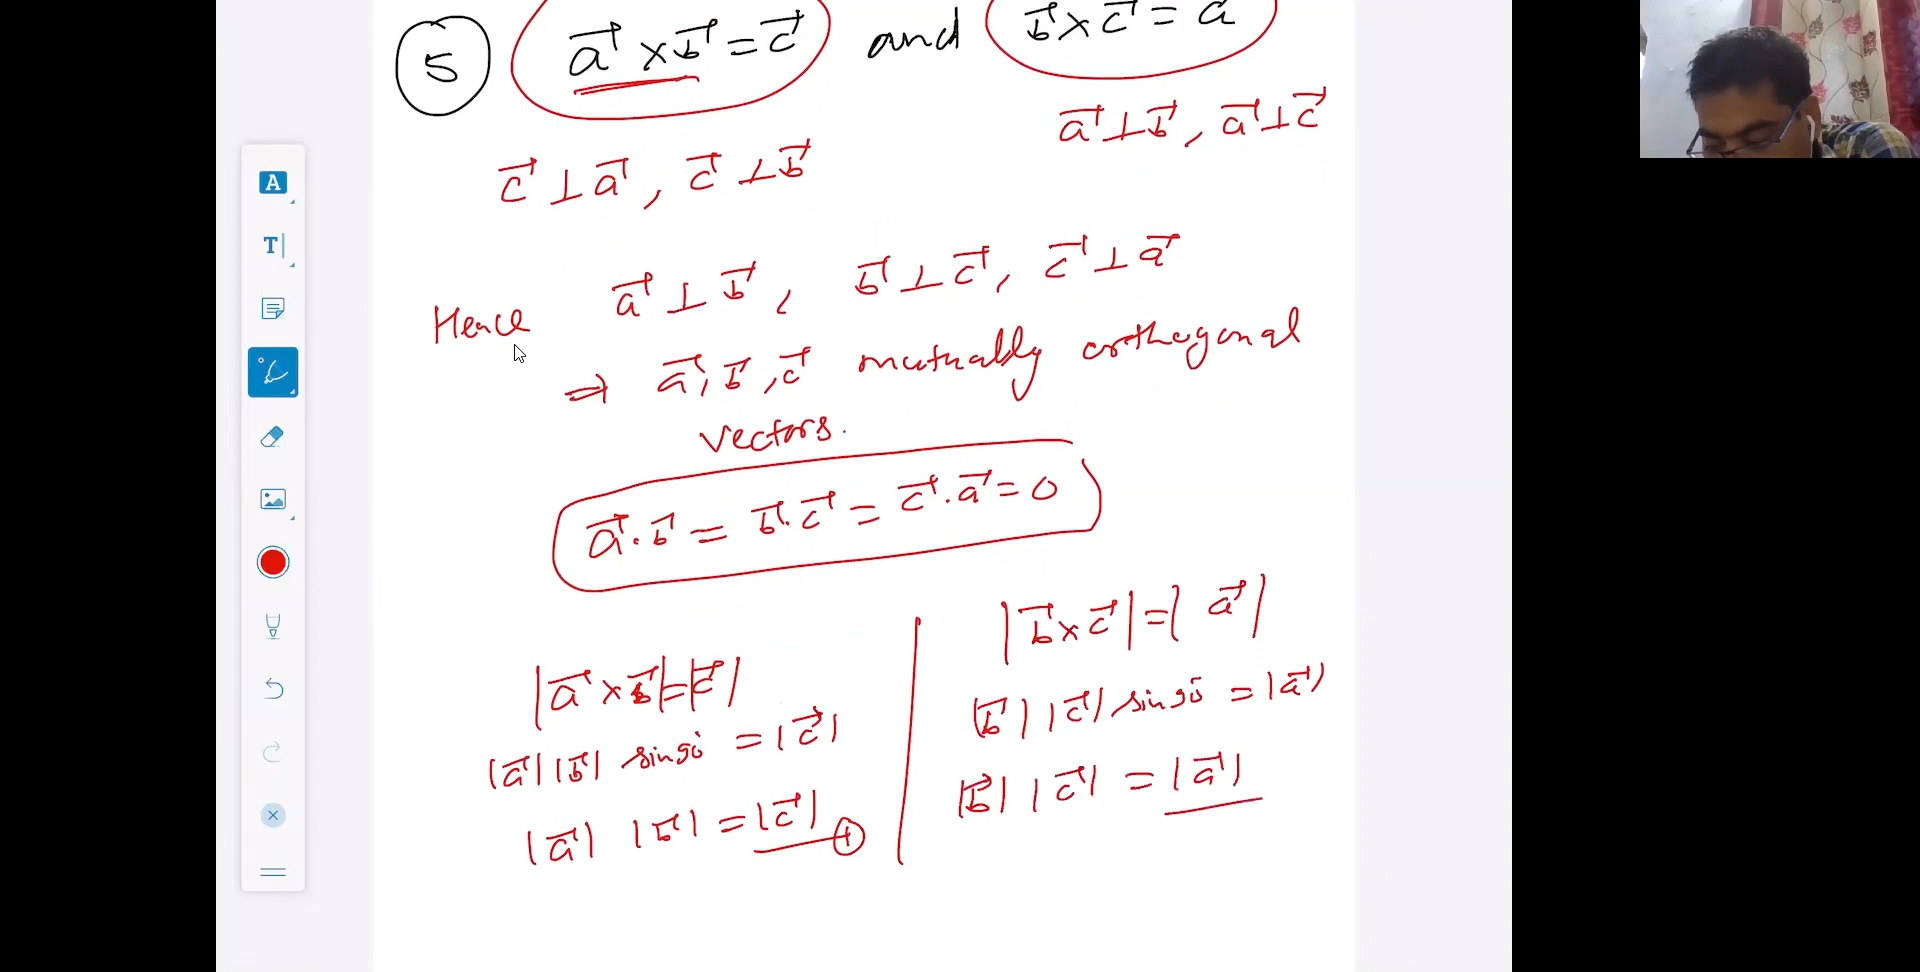 5 a⃗ × b⃗ = c⃗ and b⃗ × c⃗ = a⃗
a⃗ ⊥ b⃗, a⃗ ⊥ c⃗
c⃗ ⊥ a⃗, c⃗ ⊥ b⃗
Hence a⃗ ⊥ b⃗, b⃗ ⊥ c⃗, c⃗ ⊥ a⃗
⇒ a⃗, b⃗, c⃗ mutually orthogonal
vectors.
a⃗ . b⃗ = b⃗ . c⃗ = c⃗ . a⃗ = 0
|a⃗ × b⃗| = |c⃗|
|a⃗| |b⃗| sin 90° = |c⃗|
|a⃗| |b⃗| = |c⃗| 1
|b⃗ × c⃗| = |a⃗|
|b⃗| |c⃗| sin 90° = |a⃗|
|b⃗| |c⃗| = |a⃗|
A
T